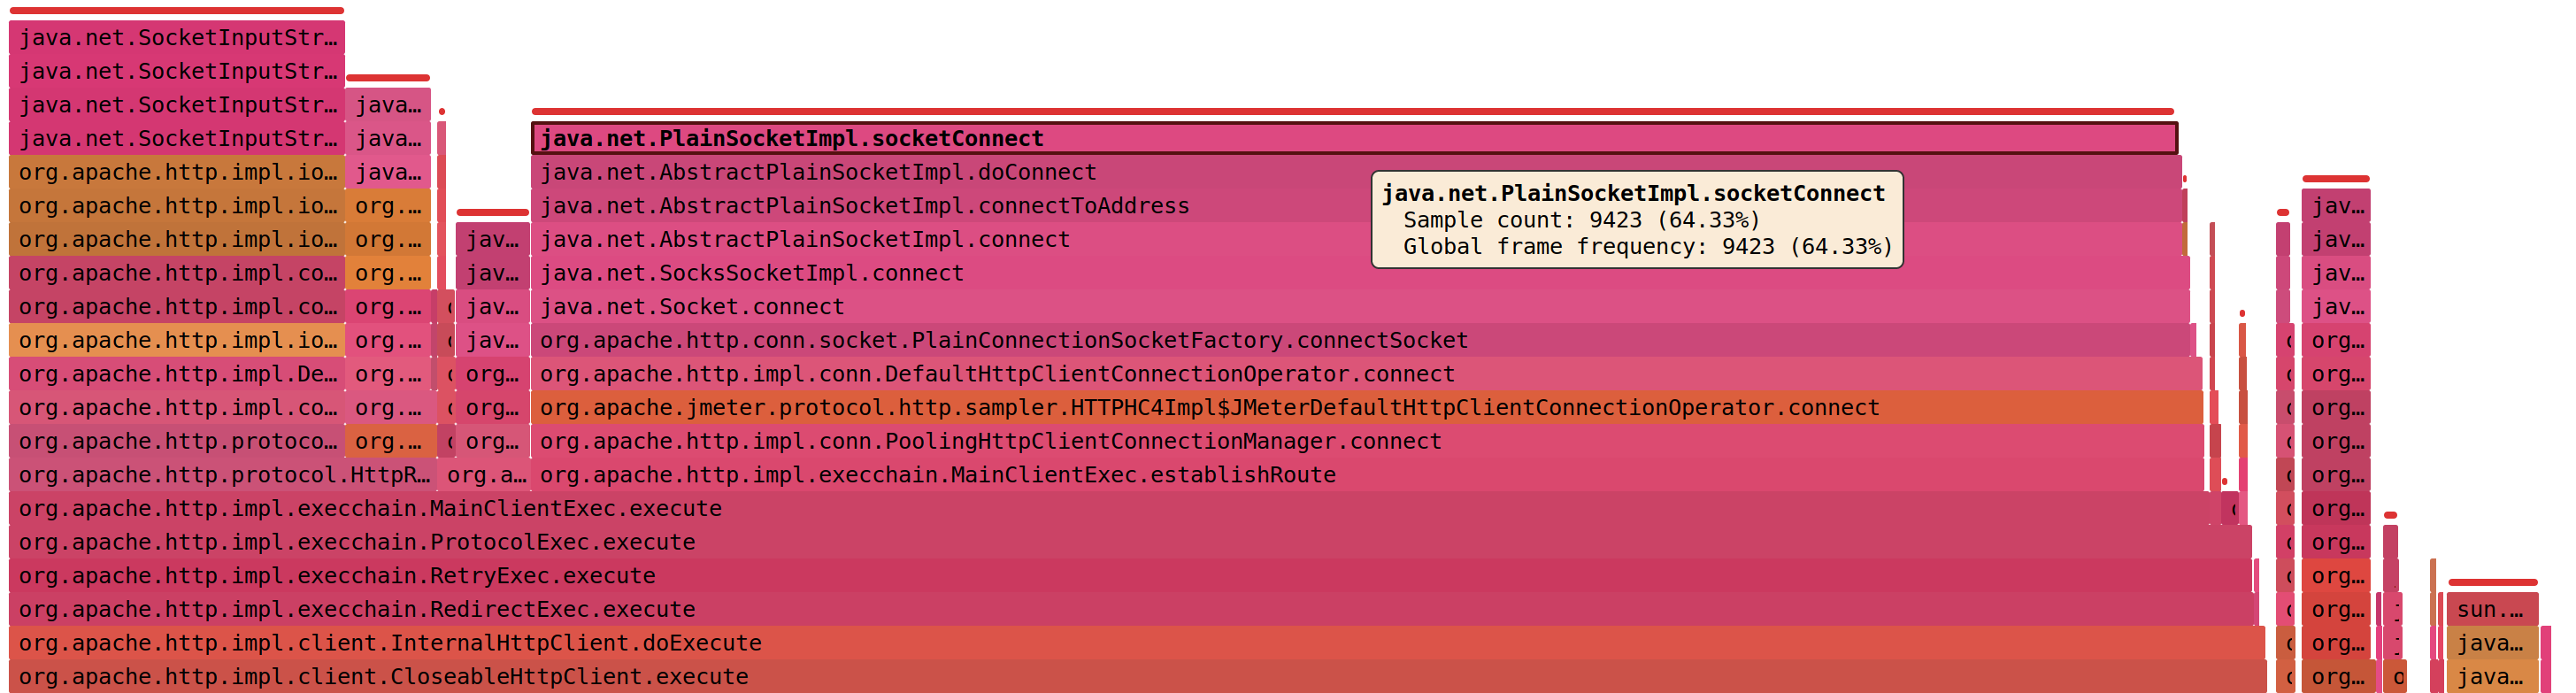 java.net.SocketInputStr…
java.net.SocketInputStr…
java.net.SocketInputStr… java…
java.net.SocketInputStr… java… java.net.PlainSocketImpl.socketConnect
org.apache.http.impl.io… java… java.net.AbstractPlainSocketImpl.doConnect
java.net.PlainSocketImpl.socketConnect
Sample count: 9423 (64.33%)
Global frame frequency: 9423 (64.33%)
org.apache.http.impl.io… org.… java.net.AbstractPlainSocketImpl.connectToAddress jav…
org.apache.http.impl.io… org.… jav… java.net.AbstractPlainSocketImpl.connect jav…
org.apache.http.impl.co… org.… jav… java.net.SocksSocketImpl.connect jav…
org.apache.http.impl.co… org.… jav… java.net.Socket.connect jav…
org.apache.http.impl.io… org.… jav… org.apache.http.conn.socket.PlainConnectionSocketFactory.connectSocket org…
org.apache.http.impl.De… org.… org… org.apache.http.impl.conn.DefaultHttpClientConnectionOperator.connect org…
org.apache.http.impl.co… org.… org… org.apache.jmeter.protocol.http.sampler.HTTPHC4Impl$JMeterDefaultHttpClientConnectionOperator.connect org…
org.apache.http.protoco… org.… org… org.apache.http.impl.conn.PoolingHttpClientConnectionManager.connect org…
org.apache.http.protocol.HttpR… org.a… org.apache.http.impl.execchain.MainClientExec.establishRoute org…
org.apache.http.impl.execchain.MainClientExec.execute org…
org.apache.http.impl.execchain.ProtocolExec.execute org…
org.apache.http.impl.execchain.RetryExec.execute org…
org.apache.http.impl.execchain.RedirectExec.execute org… sun.…
org.apache.http.impl.client.InternalHttpClient.doExecute org… java…
org.apache.http.impl.client.CloseableHttpClient.execute org… java…